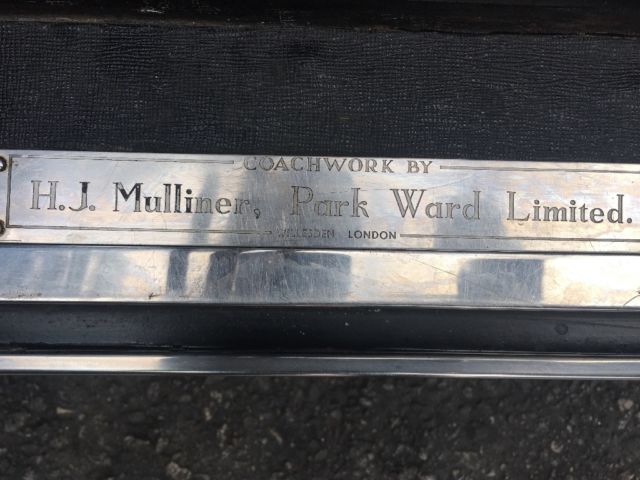 COACHWORK BY
H.J. Mulliner, Park Ward Limited.
WILLESDEN LONDON